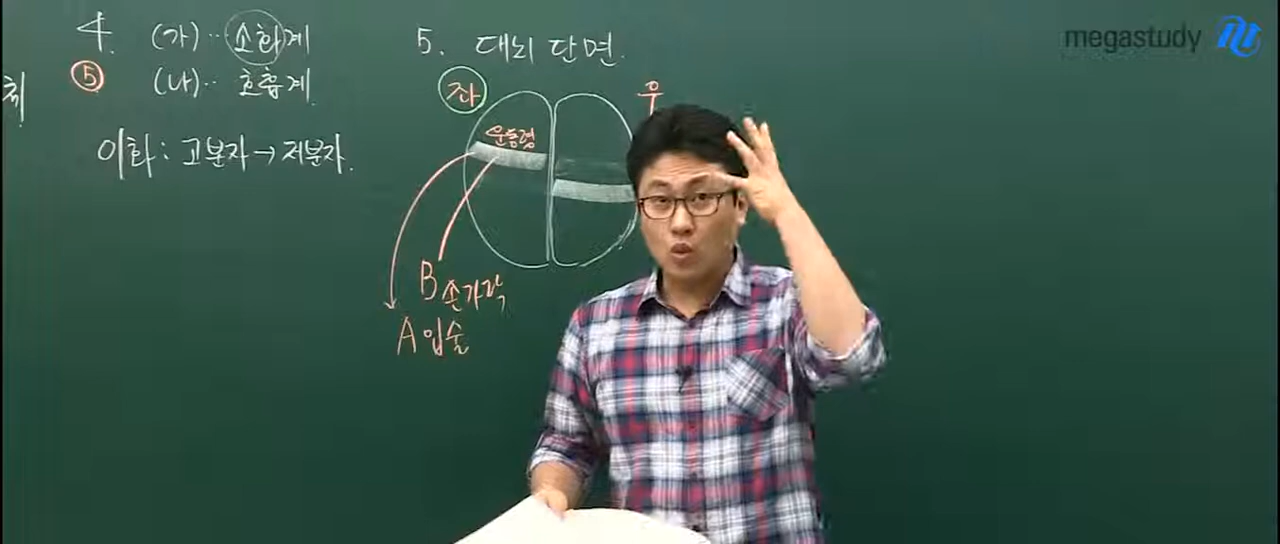 4. (가).. 소화계
⑤ (나).. 호흡계
이화: 고분자→저분자.
5. 대뇌 단면.
좌
우
운동령
B 손가락
A 입술
megastudy